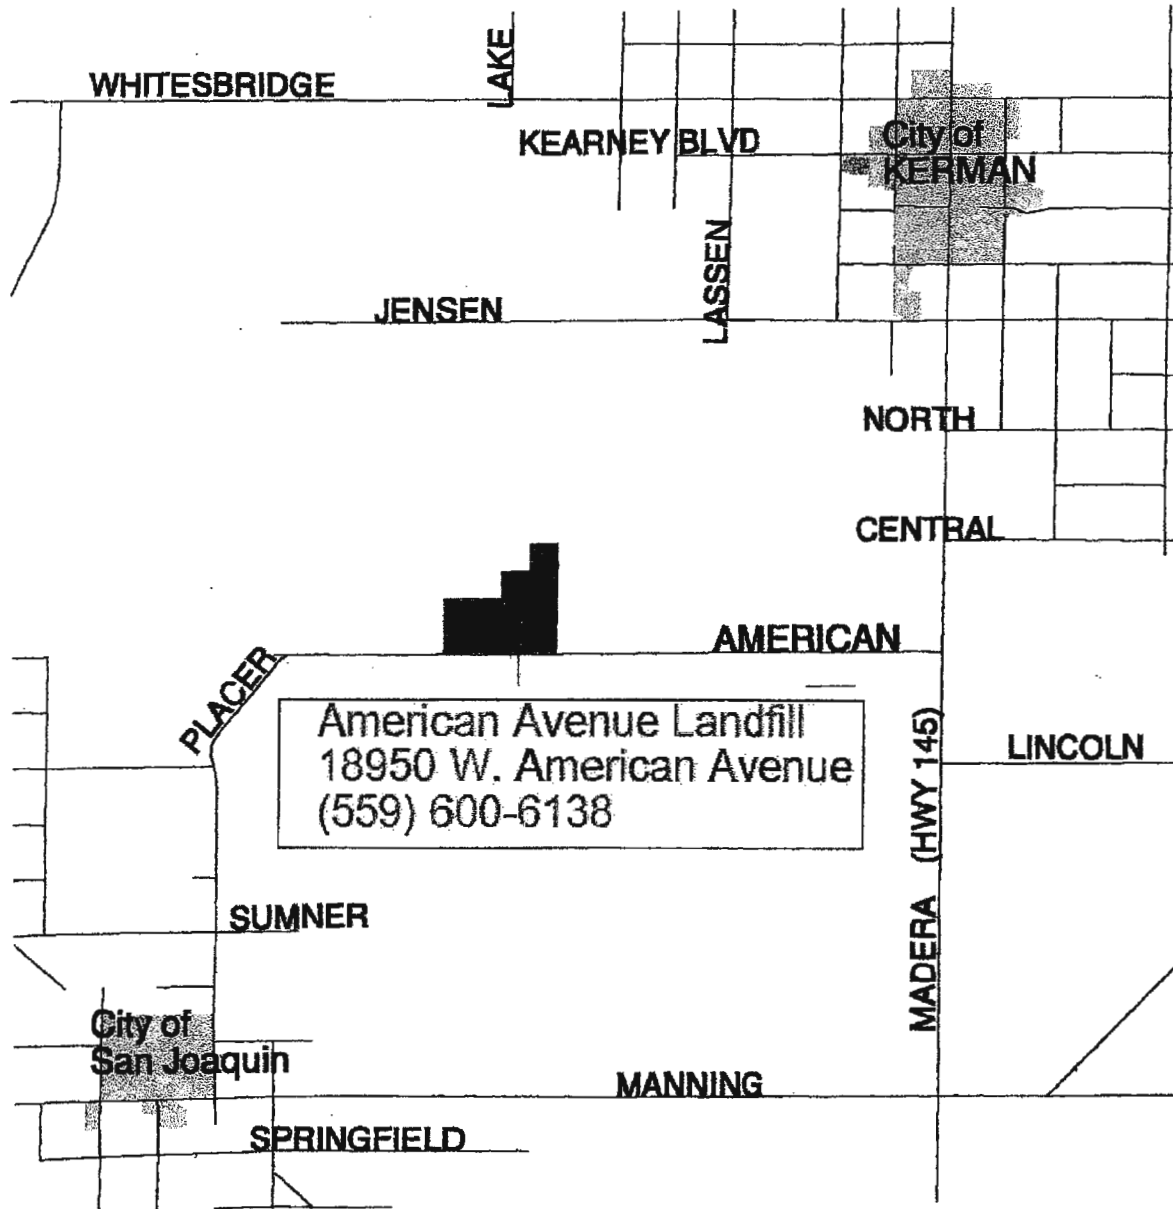 LAKE
WHITESBRIDGE
KEARNEY BLVD
City of
KERMAN
LASSEN
JENSEN
NORTH
CENTRAL
AMERICAN
PLACER
American Avenue Landfill
18950 W. American Avenue
(559) 600-6138
MADERA (HWY 145)
LINCOLN
SUMNER
City of
San Joaquin
MANNING
SPRINGFIELD